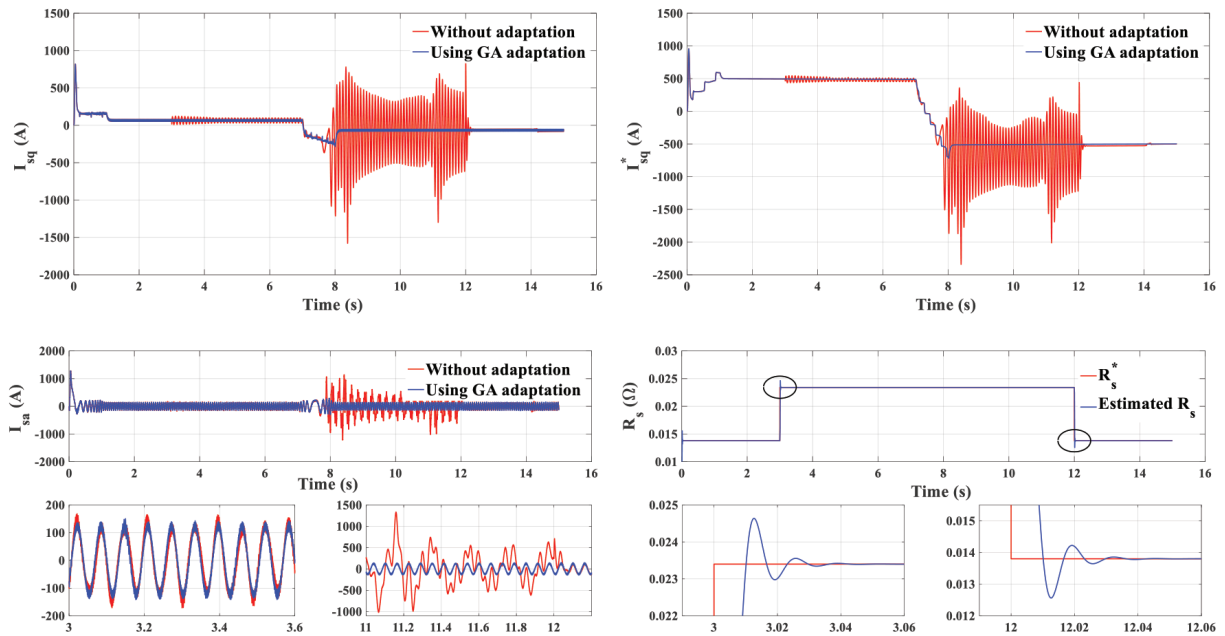 1500
1000
500
0
-500
-1000
-1500
-2000
I_sq (A)
Without adaptation
Using GA adaptation
0 2 4 6 8 10 12 14 16
Time (s)
1500
1000
500
0
-500
-1000
-1500
-2000
-2500
I*_sq (A)
Without adaptation
Using GA adaptation
0 2 4 6 8 10 12 14 16
Time (s)
2000
1000
0
-1000
-2000
I_sa (A)
Without adaptation
Using GA adaptation
0 2 4 6 8 10 12 14 16
Time (s)
200
100
0
-100
200
3 3.2 3.4 3.6
1500
1000
500
0
-500
-1000
11 11.2 11.4 11.6 11.8 12
0.03
0.025
0.02
0.015
0.01
R_s (Ω)
R_s*
Estimated R_s
0 2 4 6 8 10 12 14 16
Time (s)
0.025
0.024
0.023
0.022
3 3.02 3.04 3.06
0.015
0.014
0.013
0.012
12 12.02 12.04 12.06